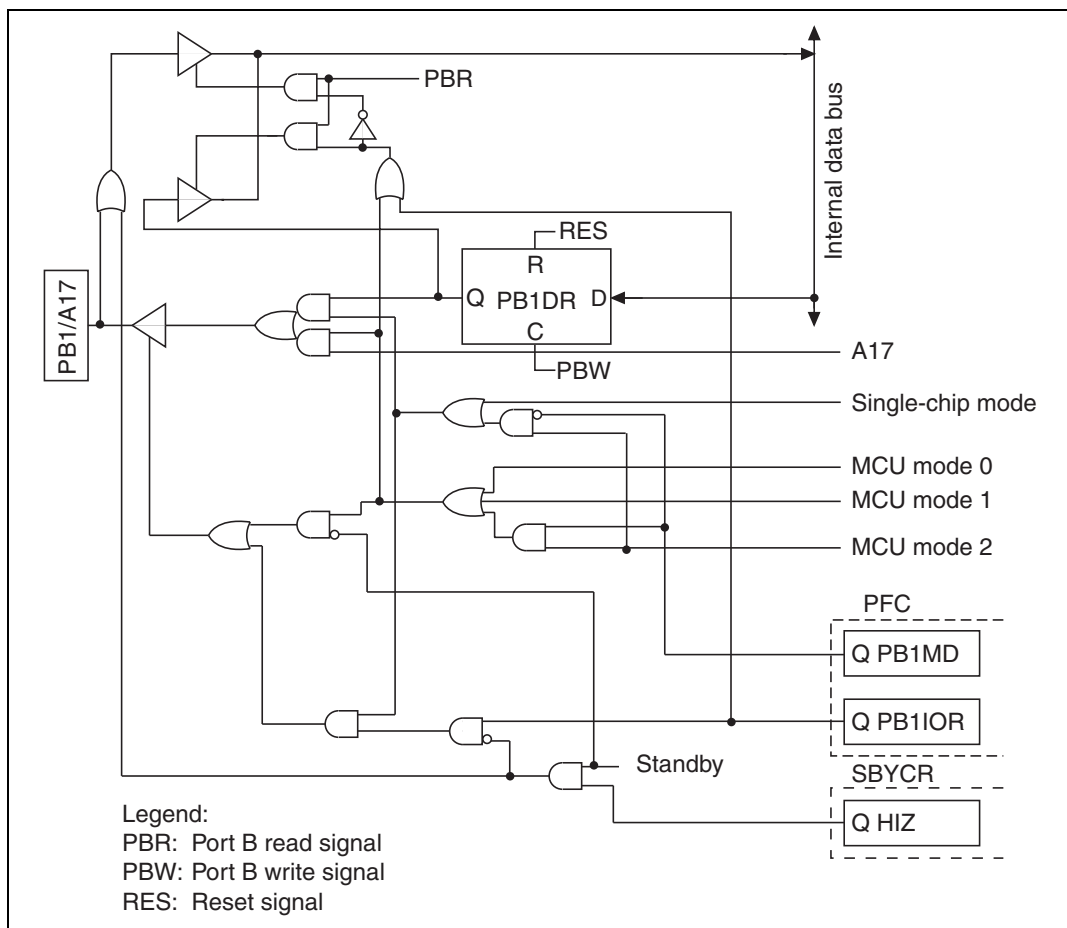 PBR
Internal data bus
RES
R
Q PB1DR D
C
PBW
PB1/A17
A17
Single-chip mode
MCU mode 0
MCU mode 1
MCU mode 2
PFC
Q PB1MD
Q PB1IOR
Standby
SBYCR
Q HIZ
Legend:
PBR: Port B read signal
PBW: Port B write signal
RES: Reset signal